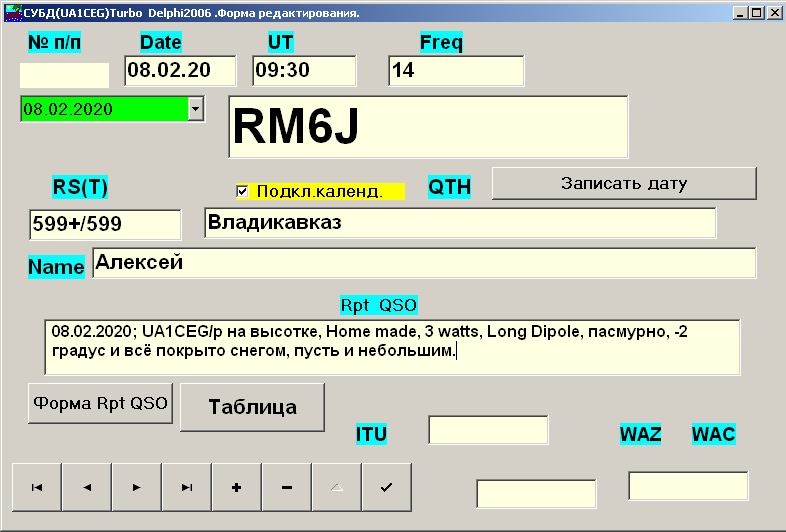 СУБД(UA1CEG)Turbo Delphi2006 .Форма редактирования.
№ п/п Date UT Freq
08.02.20 09:30 14
08.02.2020
RM6J
RS(T) Подкл.календ. QTH Записать дату
599+/599 Владикавказ
Name Алексей
Rpt QSO
08.02.2020; UA1CEG/p на высотке, Home made, 3 watts, Long Dipole, пасмурно, -2
градус и всё покрыто снегом, пусть и небольшим.
Форма Rpt QSO Таблица
ITU WAZ WAC